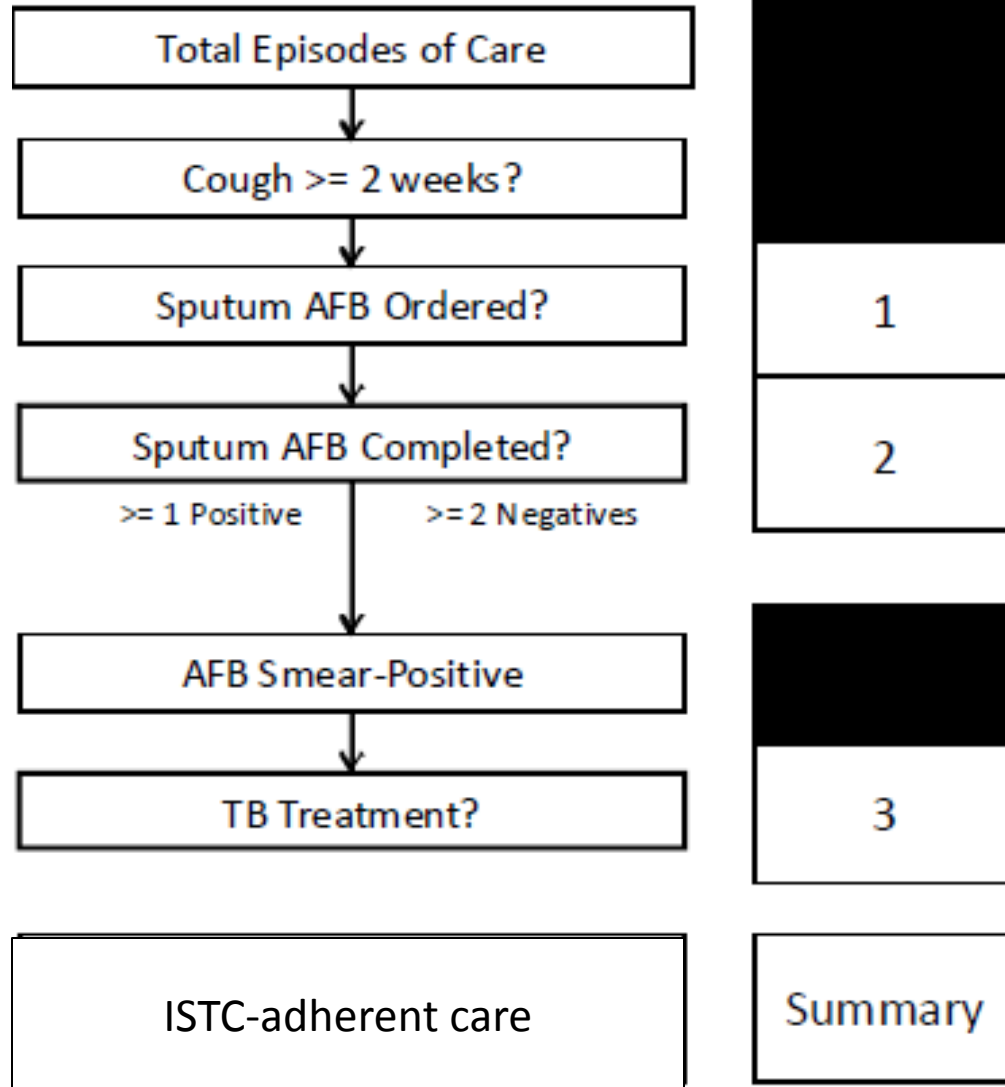 Total Episodes of Care
Cough >= 2 weeks?
Sputum AFB Ordered?
1
Sputum AFB Completed?
2
>= 1 Positive
>= 2 Negatives
AFB Smear-Positive
TB Treatment?
3
ISTC-adherent care
Summary